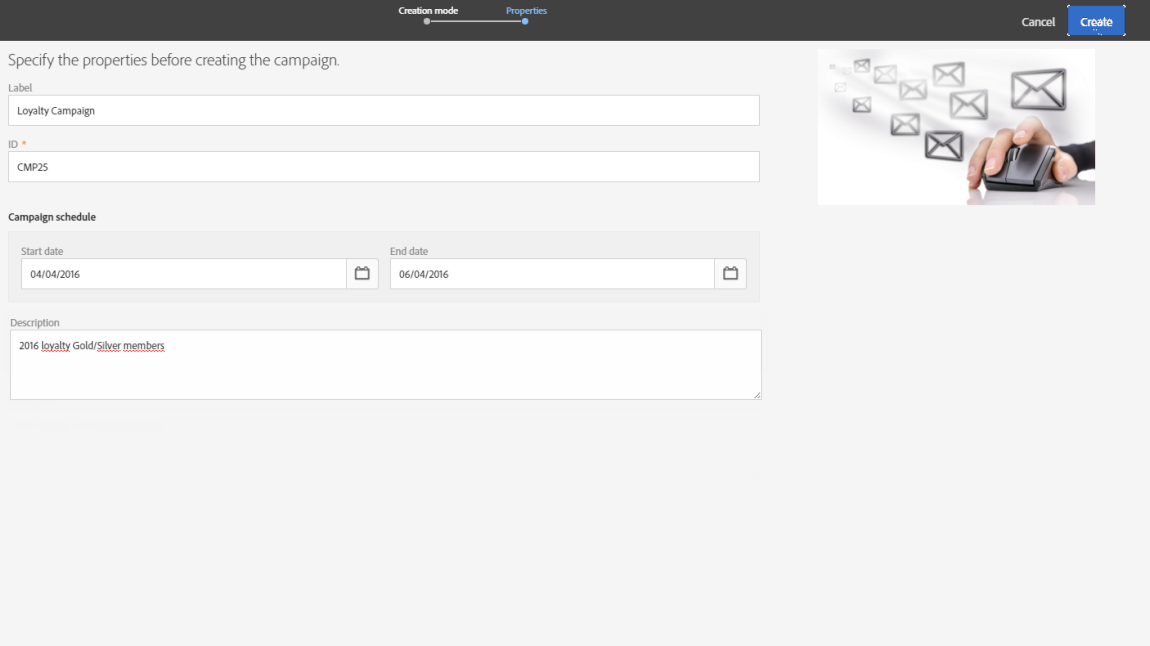 Creation mode
Properties
Cancel
Create
Specify the properties before creating the campaign.
Label
Loyalty Campaign
ID *
CMP25
Campaign schedule
Start date
End date
04/04/2016
06/04/2016
Description
2016 loyalty Gold/Silver members